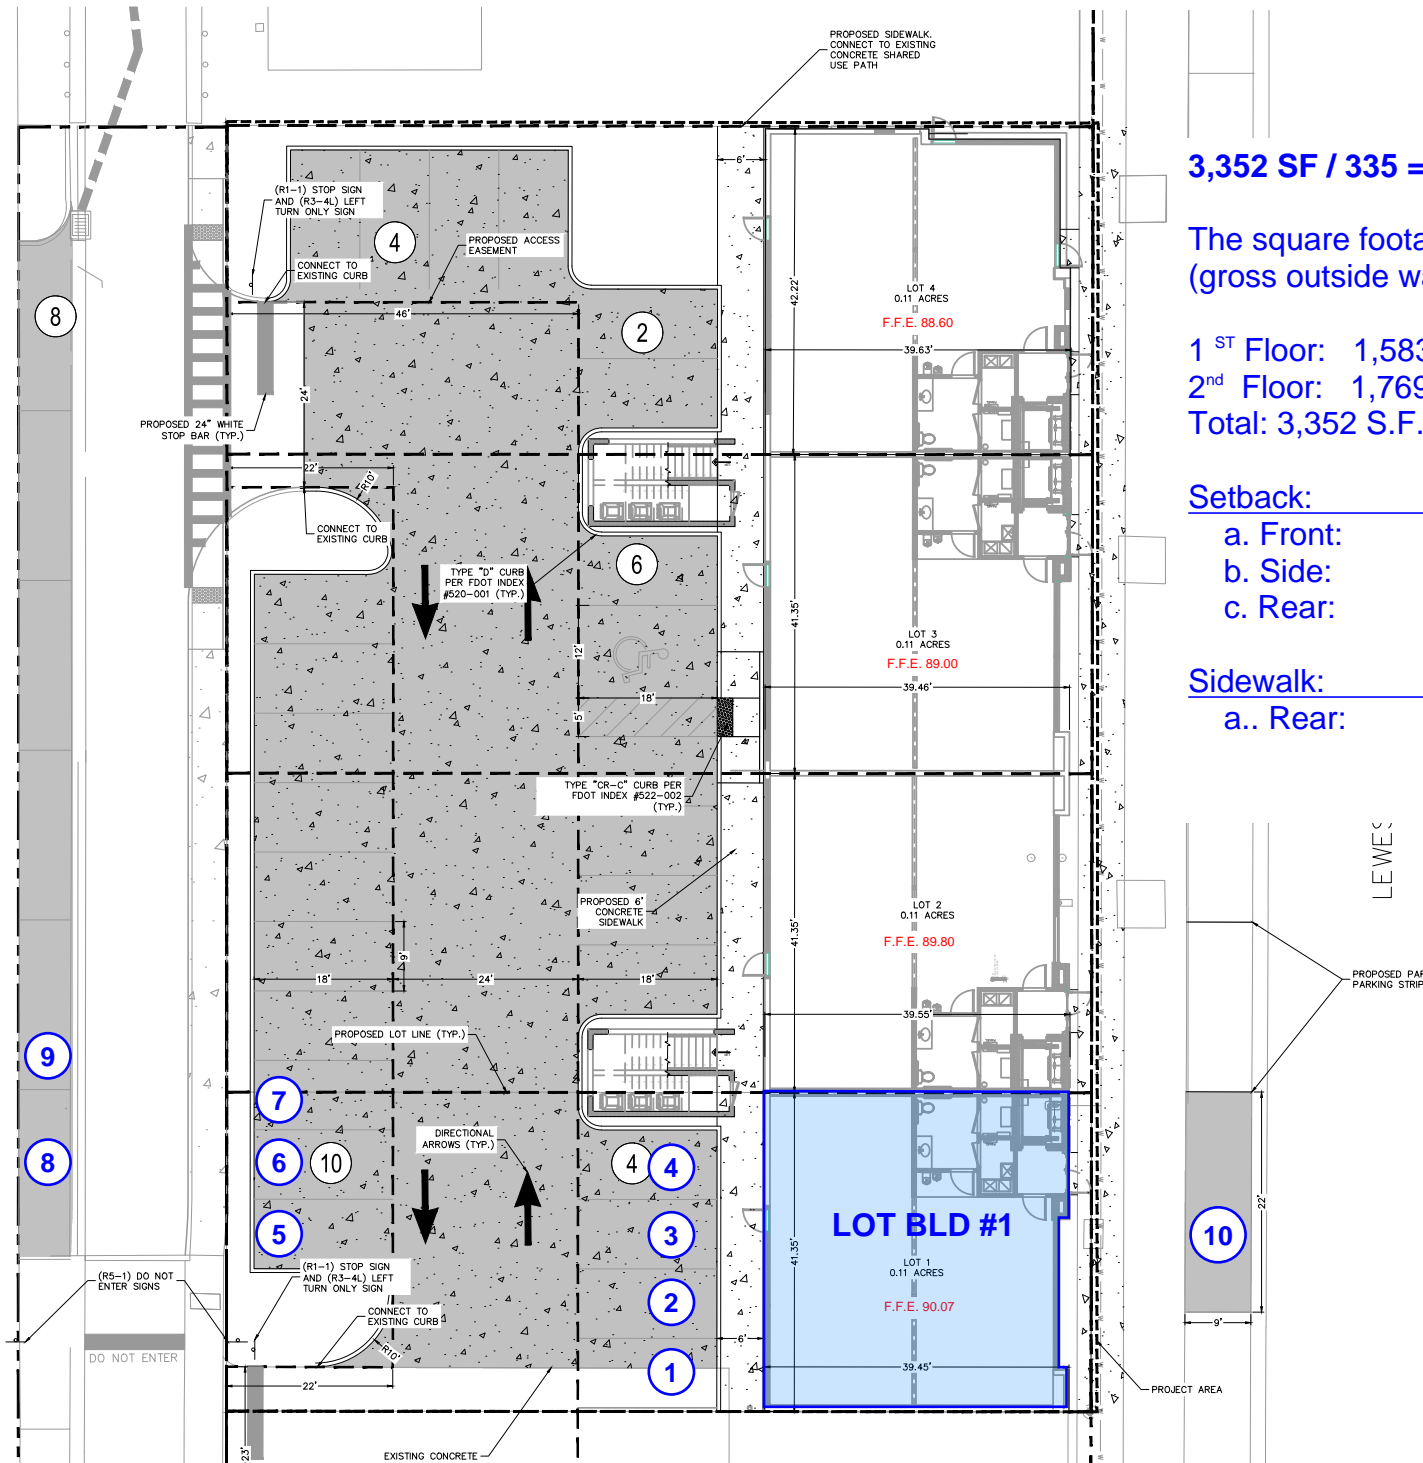 PROPOSED SIDEWALK.
CONNECT TO EXISTING
CONCRETE SHARED
USE PATH
6'
(R1-1) STOP SIGN
AND (R3-4L) LEFT
TURN ONLY SIGN
4
PROPOSED ACCESS
EASEMENT
CONNECT TO
EXISTING CURB
46'
8
2
24'
42.22'
LOT 4
0.11 ACRES
F.F.E. 88.60
39.63'
PROPOSED 24" WHITE
STOP BAR (TYP.)
22'
R10'
CONNECT TO
EXISTING CURB
TYPE "D" CURB
PER FDOT INDEX
#520-001 (TYP.)
6
12'
18'
5'
41.35'
LOT 3
0.11 ACRES
F.F.E. 89.00
39.46'
TYPE "CR-C" CURB PER
FDOT INDEX #522-002
(TYP.)
PROPOSED 6'
CONCRETE
SIDEWALK
41.35'
LOT 2
0.11 ACRES
F.F.E. 89.80
39.55'
9'
18'
24'
18'
PROPOSED LOT LINE (TYP.)
9
8
7
6
5
10
DIRECTIONAL
ARROWS (TYP.)
4
4
3
2
1
LOT BLD #1
41.35'
LOT 1
0.11 ACRES
F.F.E. 90.07
39.45'
6'
(R5-1) DO NOT
ENTER SIGNS
(R1-1) STOP SIGN
AND (R3-4L) LEFT
TURN ONLY SIGN
CONNECT TO
EXISTING CURB
R10'
DO NOT ENTER
22'
23'
EXISTING CONCRETE
PROJECT AREA
3,352 SF / 335 =
The square foota
(gross outside wa
1 ST Floor: 1,583
2nd Floor: 1,769
Total: 3,352 S.F.
Setback:
a. Front:
b. Side:
c. Rear:
Sidewalk:
a.. Rear:
LEWES
PROPOSED PAR
PARKING STRIP
10
22'
9'